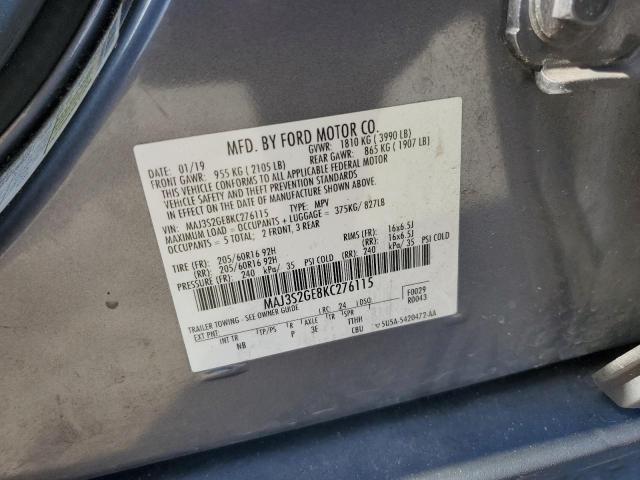 MFD. BY FORD MOTOR CO.
DATE: 01/19 GVWR: 1810 KG ( 3990 LB)
FRONT GAWR: 955 KG ( 2105 LB) REAR GAWR: 865 KG ( 1907 LB)
THIS VEHICLE CONFORMS TO ALL APPLICABLE FEDERAL MOTOR
VEHICLE SAFETY AND THEFT PREVENTION STANDARDS
IN EFFECT ON THE DATE OF MANUFACTURE SHOWN ABOVE.
VIN: MAJ3S2GE8KC276115 TYPE: MPV
MAXIMUM LOAD = OCCUPANTS + LUGGAGE = 375KG/ 827LB
OCCUPANTS = 5 TOTAL; 2 FRONT, 3 REAR
TIRE (FR): 205/60R16 92H RIMS (FR): 16x6.5J
(RR): 205/60R16 92H (RR): 16x6.5J
PRESSURE (FR): 240 kPa/ 35 PSI COLD (RR): 240 kPa/ 35 PSI COLD
MAJ3S2GE8KC276115
TRAILER TOWING - SEE OWNER GUIDE RC: 24 DSO: F0029
EXT PNT: R0043
INT TR TP/PS R AXLE TR SPR
NB P 3F YTHH
CBU 5U5A-5420472-AA